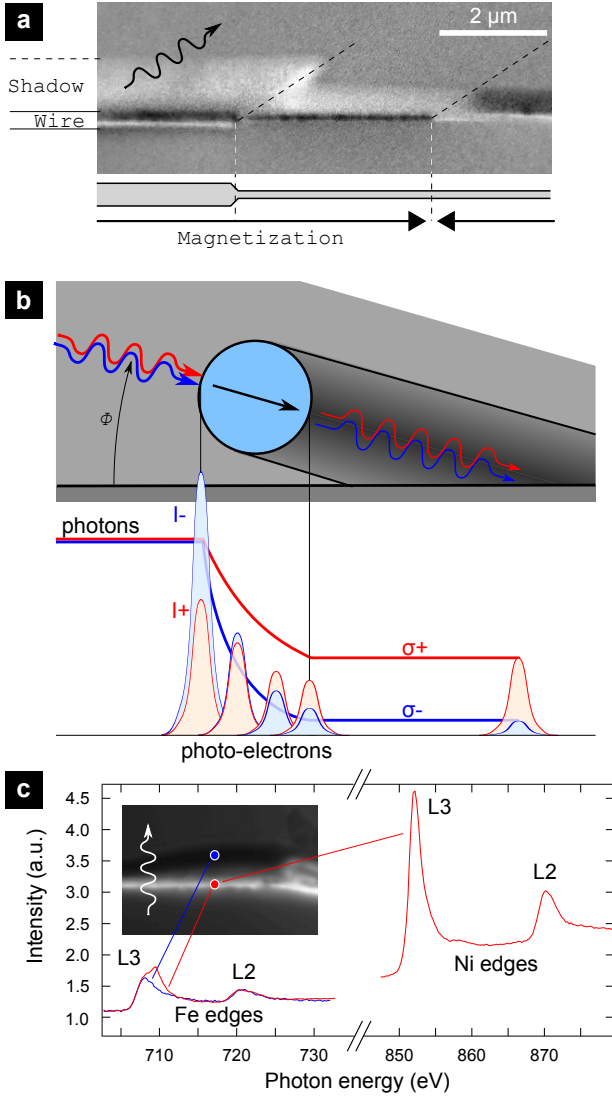 a
2 µm
Shadow
Wire
Magnetization
b
Φ
photons
I-
I+
σ+
σ-
photo-electrons
c
4.5
4.0
3.5
3.0
2.5
2.0
1.5
1.0
Intensity (a.u.)
L3
L2
Fe edges
L3
L2
Ni edges
710 720 730 850 860 870
Photon energy (eV)